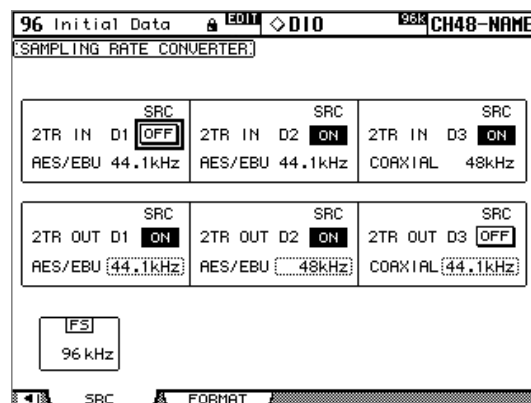 96 Initial Data EDIT ◇DIO 96K CH48-NAME
SAMPLING RATE CONVERTER
SRC SRC SRC
2TR IN D1 OFF 2TR IN D2 ON 2TR IN D3 ON
AES/EBU 44.1kHz AES/EBU 44.1kHz COAXIAL 48kHz
SRC SRC SRC
2TR OUT D1 ON 2TR OUT D2 ON 2TR OUT D3 OFF
AES/EBU 44.1kHz AES/EBU 48kHz COAXIAL 44.1kHz
FS
96 kHz
SRC FORMAT